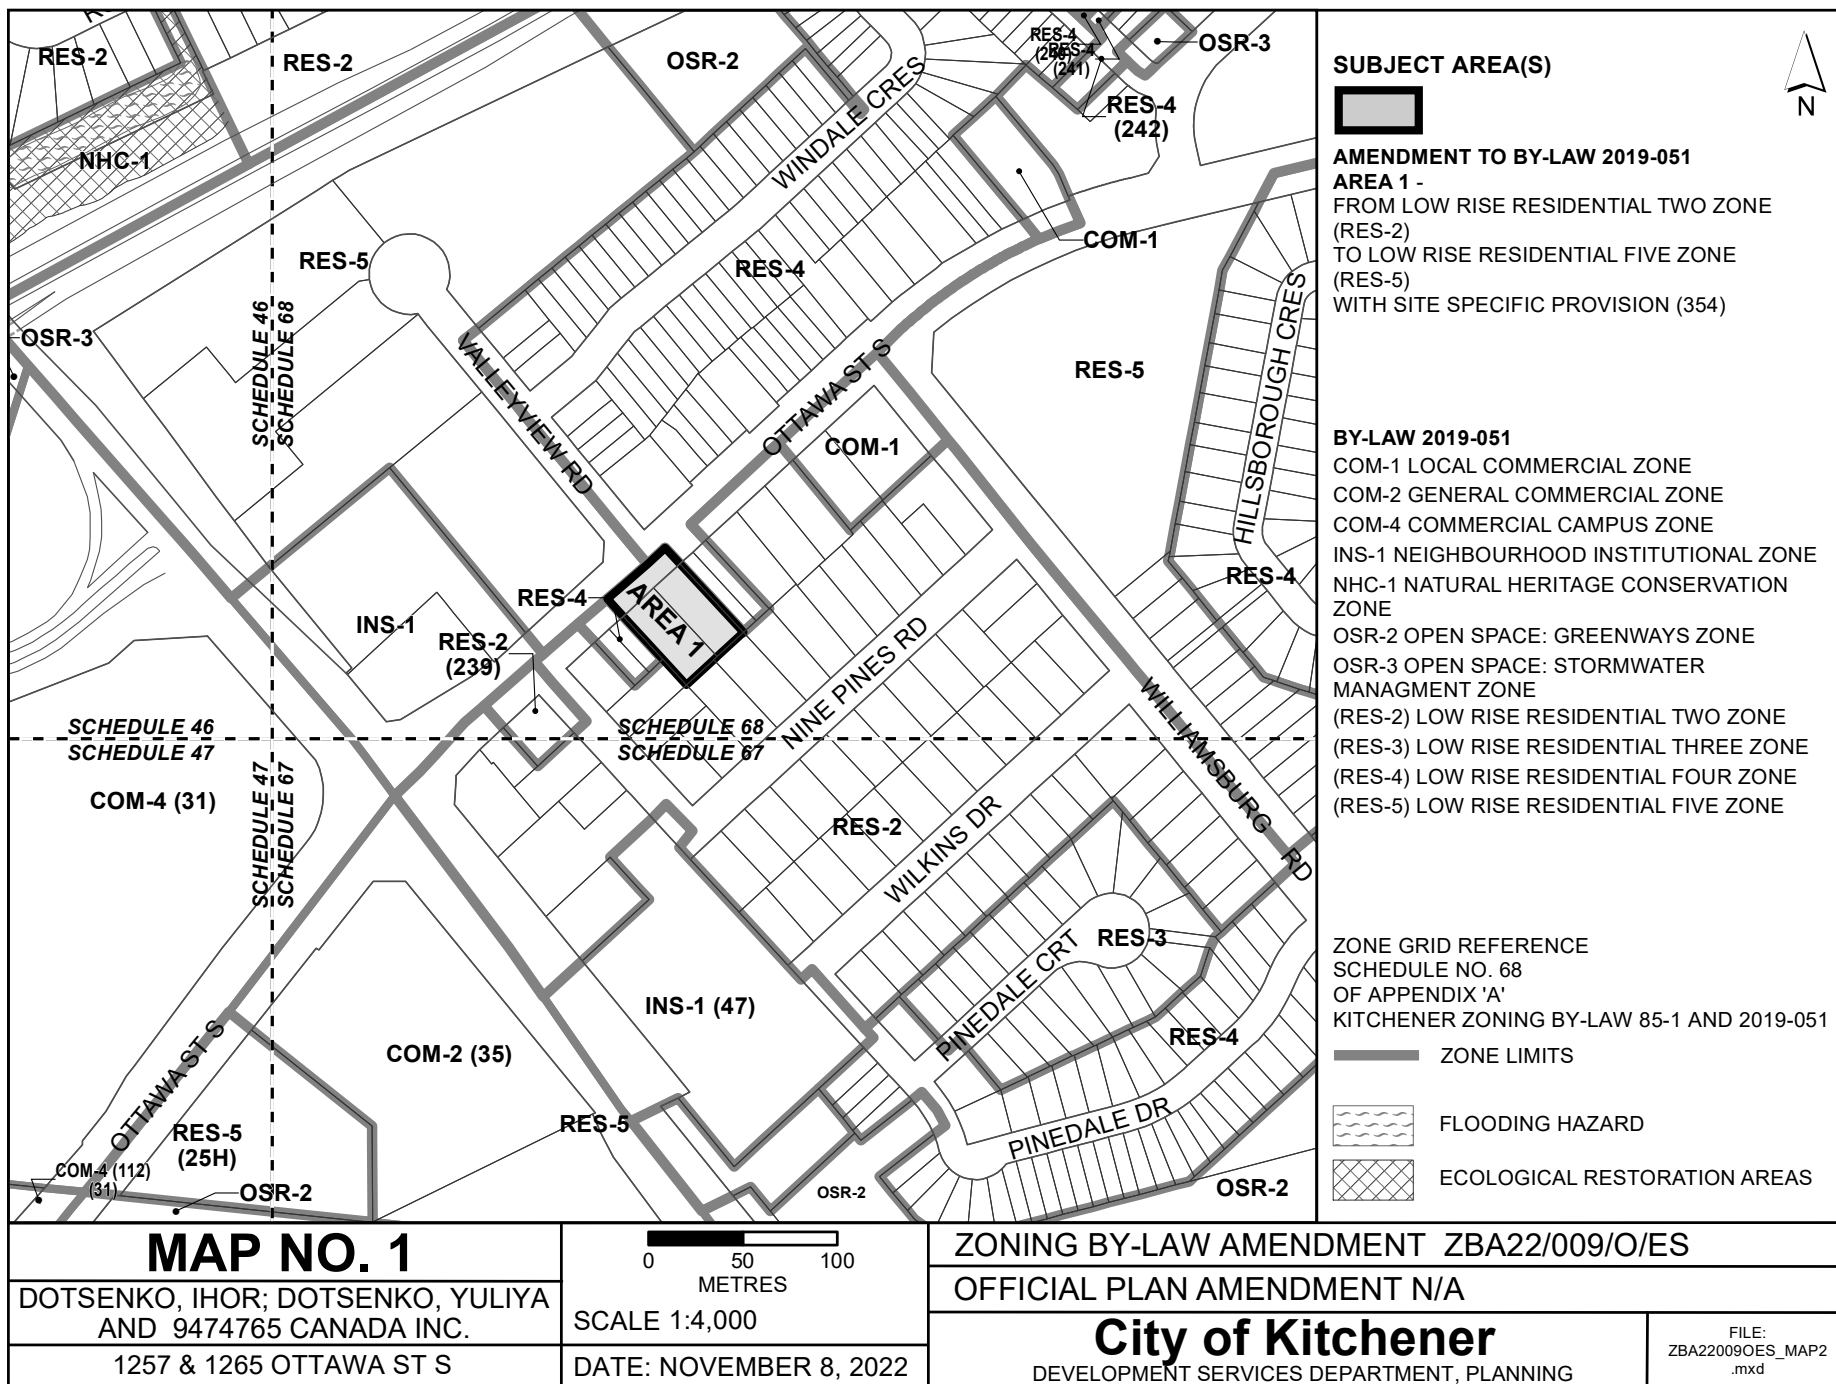 RES-2
RES-2
OSR-2
RES-4
(240)
RES-4
(241)
OSR-3
RES-4
(242)
NHC-1
WINDALE CRES
RES-5
COM-1
RES-4
OSR-3
SCHEDULE 46
SCHEDULE 68
VALLEYVIEW RD
OTTAWA ST S
RES-5
HILLSBOROUGH CRES
COM-1
RES-4
RES-4
AREA 1
INS-1
RES-2
(239)
NINE PINES RD
WILLIAMSBURG RD
SCHEDULE 46
SCHEDULE 47
SCHEDULE 68
SCHEDULE 67
COM-4 (31)
SCHEDULE 47
SCHEDULE 67
RES-2
WILKINS DR
RES-3
PINEDALE CRT
INS-1 (47)
RES-4
COM-2 (35)
OTTAWA ST S
RES-5
(25H)
RES-5
PINEDALE DR
COM-4 (112)
(31)
OSR-2
OSR-2
OSR-2
SUBJECT AREA(S)
N
AMENDMENT TO BY-LAW 2019-051
AREA 1 -
FROM LOW RISE RESIDENTIAL TWO ZONE
(RES-2)
TO LOW RISE RESIDENTIAL FIVE ZONE
(RES-5)
WITH SITE SPECIFIC PROVISION (354)
BY-LAW 2019-051
COM-1 LOCAL COMMERCIAL ZONE
COM-2 GENERAL COMMERCIAL ZONE
COM-4 COMMERCIAL CAMPUS ZONE
INS-1 NEIGHBOURHOOD INSTITUTIONAL ZONE
NHC-1 NATURAL HERITAGE CONSERVATION
ZONE
OSR-2 OPEN SPACE: GREENWAYS ZONE
OSR-3 OPEN SPACE: STORMWATER
MANAGMENT ZONE
(RES-2) LOW RISE RESIDENTIAL TWO ZONE
(RES-3) LOW RISE RESIDENTIAL THREE ZONE
(RES-4) LOW RISE RESIDENTIAL FOUR ZONE
(RES-5) LOW RISE RESIDENTIAL FIVE ZONE
ZONE GRID REFERENCE
SCHEDULE NO. 68
OF APPENDIX 'A'
KITCHENER ZONING BY-LAW 85-1 AND 2019-051
ZONE LIMITS
FLOODING HAZARD
ECOLOGICAL RESTORATION AREAS
MAP NO. 1
DOTSENKO, IHOR; DOTSENKO, YULIYA
AND 9474765 CANADA INC.
1257 & 1265 OTTAWA ST S
0 50 100
METRES
SCALE 1:4,000
DATE: NOVEMBER 8, 2022
ZONING BY-LAW AMENDMENT ZBA22/009/O/ES
OFFICIAL PLAN AMENDMENT N/A
City of Kitchener
DEVELOPMENT SERVICES DEPARTMENT, PLANNING
FILE:
ZBA22009OES_MAP2
.mxd